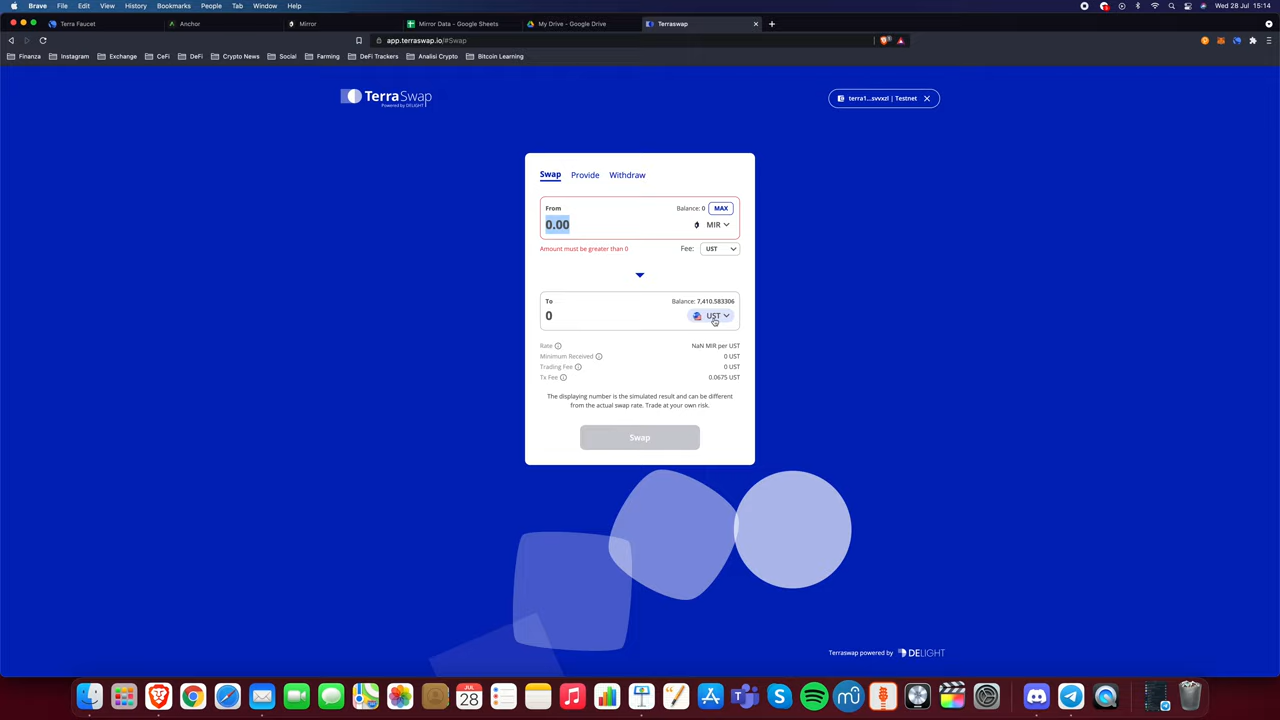 Brave File Edit View History Bookmarks People Tab Window Help Wed 28 Jul 15:14
Terra Faucet Anchor Mirror Mirror Data - Google Sheets My Drive - Google Drive Terraswap
app.terraswap.io/#Swap
Finanza Instagram Exchange CeFi DeFi Crypto News Social Farming DeFi Trackers Analisi Crypto Bitcoin Learning
TerraSwap
Powered by DELIGHT
terra1...svvxzl | Testnet
Swap Provide Withdraw
From Balance: 0 MAX
0.00 MIR
Amount must be greater than 0 Fee: UST
To Balance: 7,410.583306
0 UST
Rate NaN MIR per UST
Minimum Received 0 UST
Trading Fee 0 UST
Tx Fee 0.0675 UST
The displaying number is the simulated result and can be different
from the actual swap rate. Trade at your own risk.
Swap
Terraswap powered by DELIGHT
JUL
28